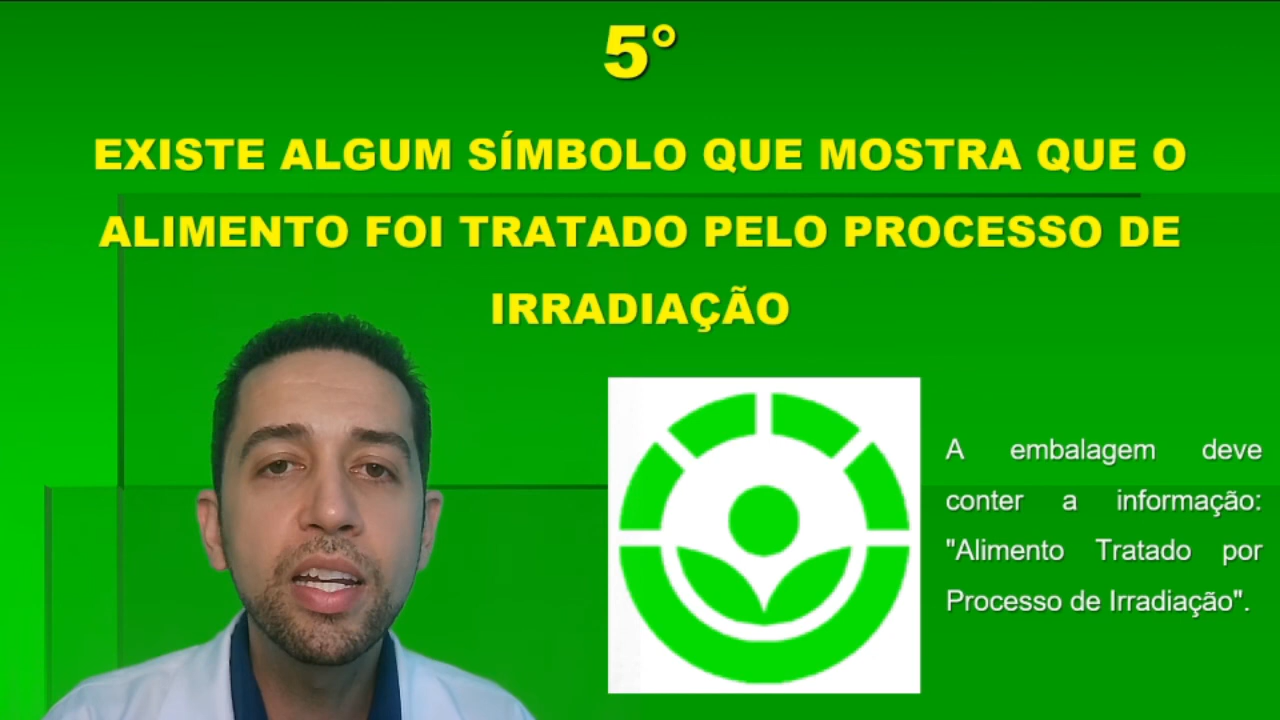 5°
EXISTE ALGUM SÍMBOLO QUE MOSTRA QUE O
ALIMENTO FOI TRATADO PELO PROCESSO DE
IRRADIAÇÃO
A embalagem deve
conter a informação:
"Alimento Tratado por
Processo de Irradiação".